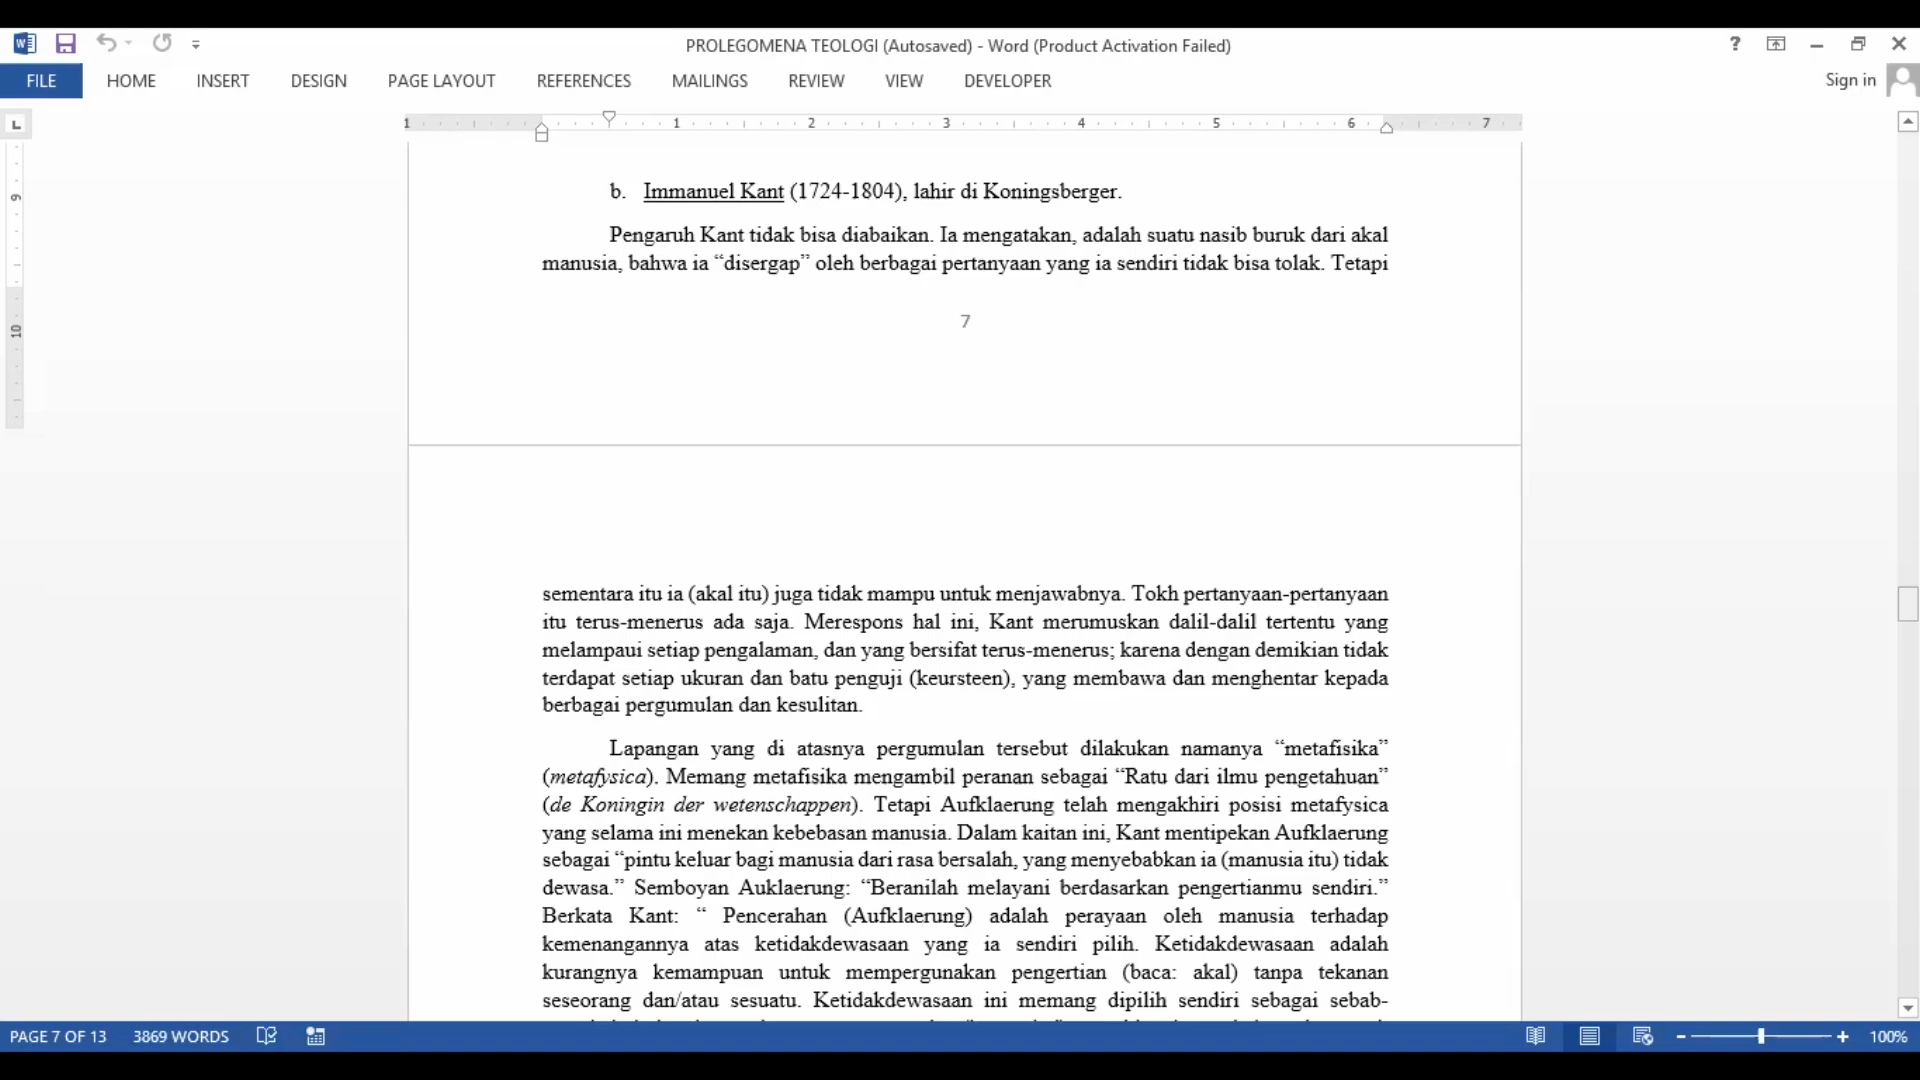 PROLEGOMENA TEOLOGI (Autosaved) - Word (Product Activation Failed)
?
FILE HOME INSERT DESIGN PAGE LAYOUT REFERENCES MAILINGS REVIEW VIEW DEVELOPER Sign in
L
1 1 2 3 4 5 6 7
9
10
b. Immanuel Kant (1724-1804), lahir di Koningsberger.
Pengaruh Kant tidak bisa diabaikan. Ia mengatakan, adalah suatu nasib buruk dari akal
manusia, bahwa ia “disergap” oleh berbagai pertanyaan yang ia sendiri tidak bisa tolak. Tetapi
7
sementara itu ia (akal itu) juga tidak mampu untuk menjawabnya. Tokh pertanyaan-pertanyaan
itu terus-menerus ada saja. Merespons hal ini, Kant merumuskan dalil-dalil tertentu yang
melampaui setiap pengalaman, dan yang bersifat terus-menerus; karena dengan demikian tidak
terdapat setiap ukuran dan batu penguji (keursteen), yang membawa dan menghentar kepada
berbagai pergumulan dan kesulitan.
Lapangan yang di atasnya pergumulan tersebut dilakukan namanya “metafisika”
(metafysica). Memang metafisika mengambil peranan sebagai “Ratu dari ilmu pengetahuan”
(de Koningin der wetenschappen). Tetapi Aufklaerung telah mengakhiri posisi metafysica
yang selama ini menekan kebebasan manusia. Dalam kaitan ini, Kant mentipekan Aufklaerung
sebagai “pintu keluar bagi manusia dari rasa bersalah, yang menyebabkan ia (manusia itu) tidak
dewasa.” Semboyan Auklaerung: “Beranilah melayani berdasarkan pengertianmu sendiri.”
Berkata Kant: “ Pencerahan (Aufklaerung) adalah perayaan oleh manusia terhadap
kemenangannya atas ketidakdewasaan yang ia sendiri pilih. Ketidakdewasaan adalah
kurangnya kemampuan untuk mempergunakan pengertian (baca: akal) tanpa tekanan
seseorang dan/atau sesuatu. Ketidakdewasaan ini memang dipilih sendiri sebagai sebab-
PAGE 7 OF 13 3869 WORDS 100%